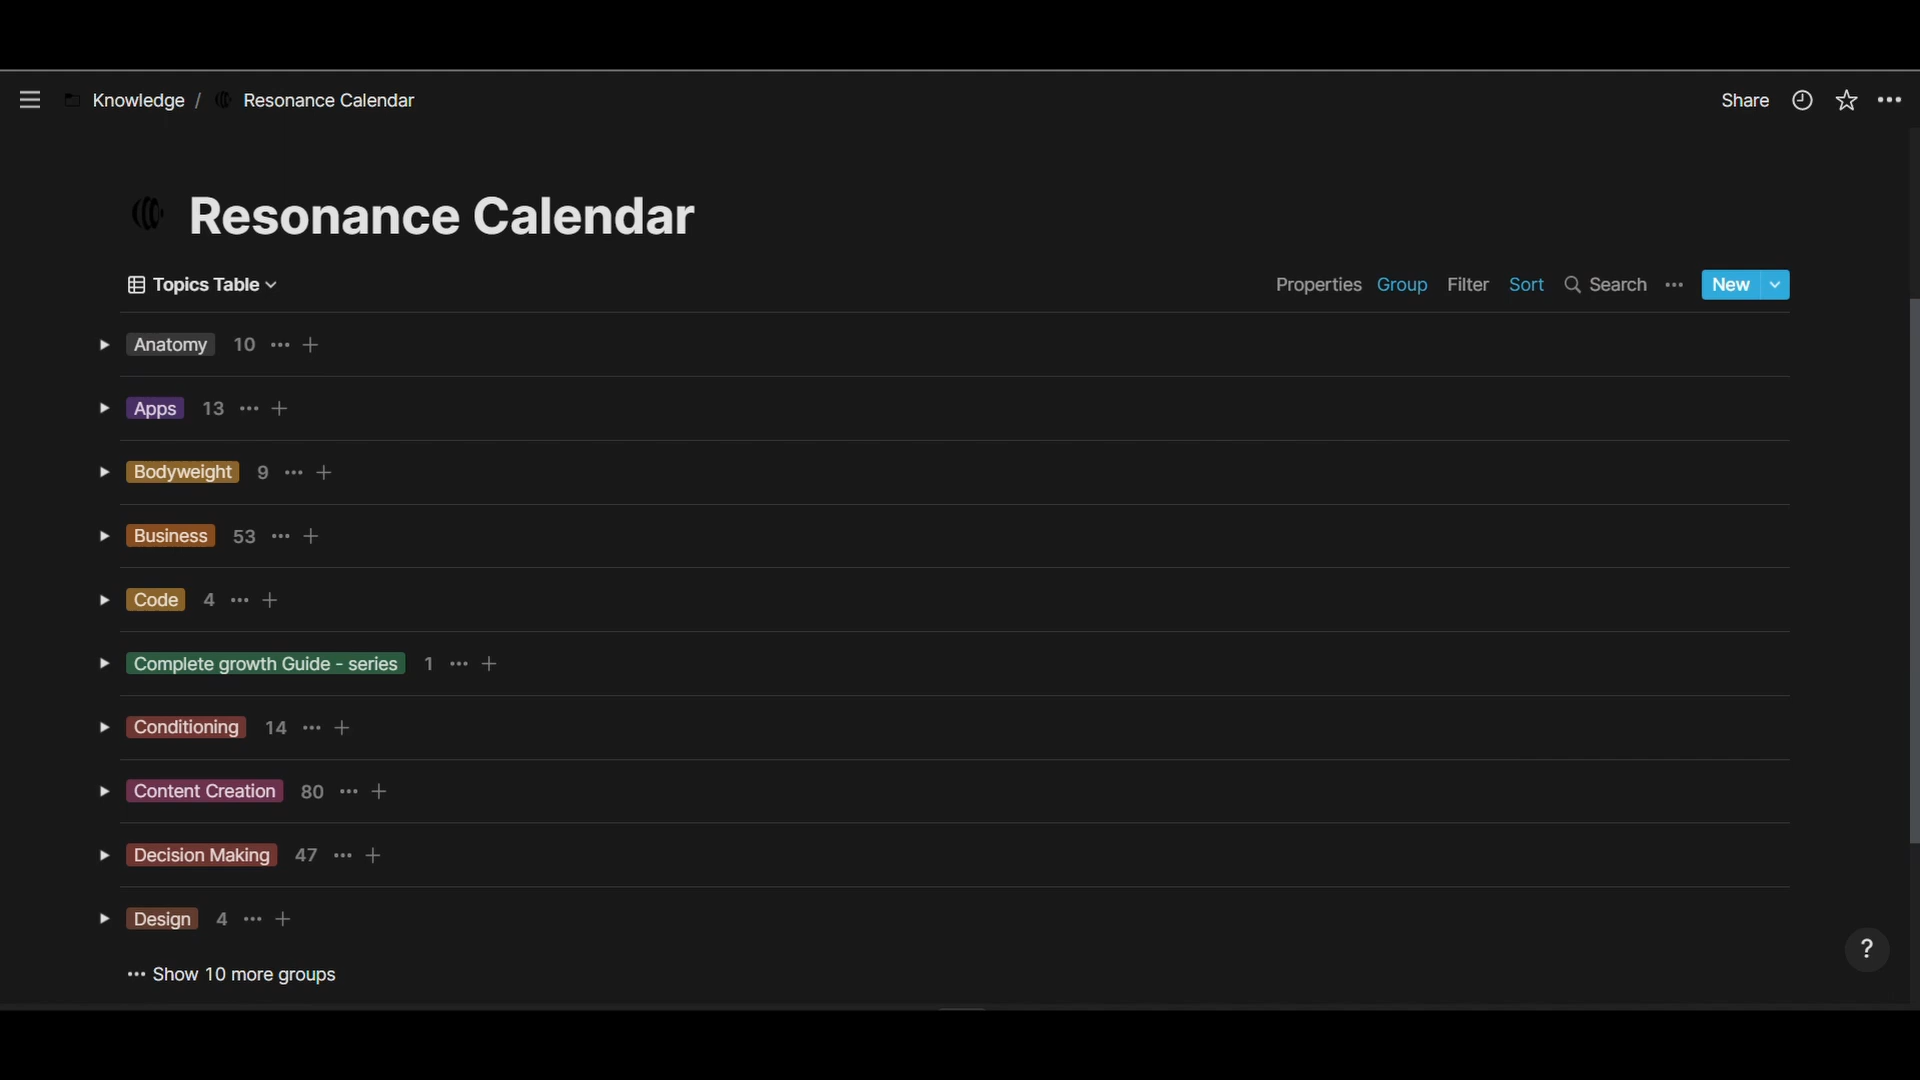 Knowledge / Resonance Calendar
Share
Resonance Calendar
Topics Table
Properties Group Filter Sort Search ••• New
Anatomy 10 ••• +
Apps 13 ••• +
Bodyweight 9 ••• +
Business 53 ••• +
Code 4 ••• +
Complete growth Guide - series 1 ••• +
Conditioning 14 ••• +
Content Creation 80 ••• +
Decision Making 47 ••• +
Design 4 ••• +
••• Show 10 more groups
?